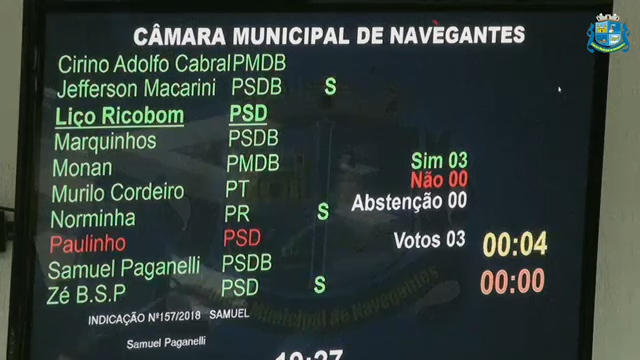 CÂMARA MUNICIPAL DE NAVEGANTES
Cirino Adolfo Cabral PMDB
Jefferson Macarini PSDB S
Liço Ricobom PSD
Marquinhos PSDB
Monan PMDB
Murilo Cordeiro PT
Norminha PR S
Paulinho PSD
Samuel Paganelli PSDB
Zé B.S.P PSD S
Sim 03
Não 00
Abstenção 00
Votos 03 00:04
00:00
INDICAÇÃO Nº157/2018 SAMUEL
Samuel Paganelli